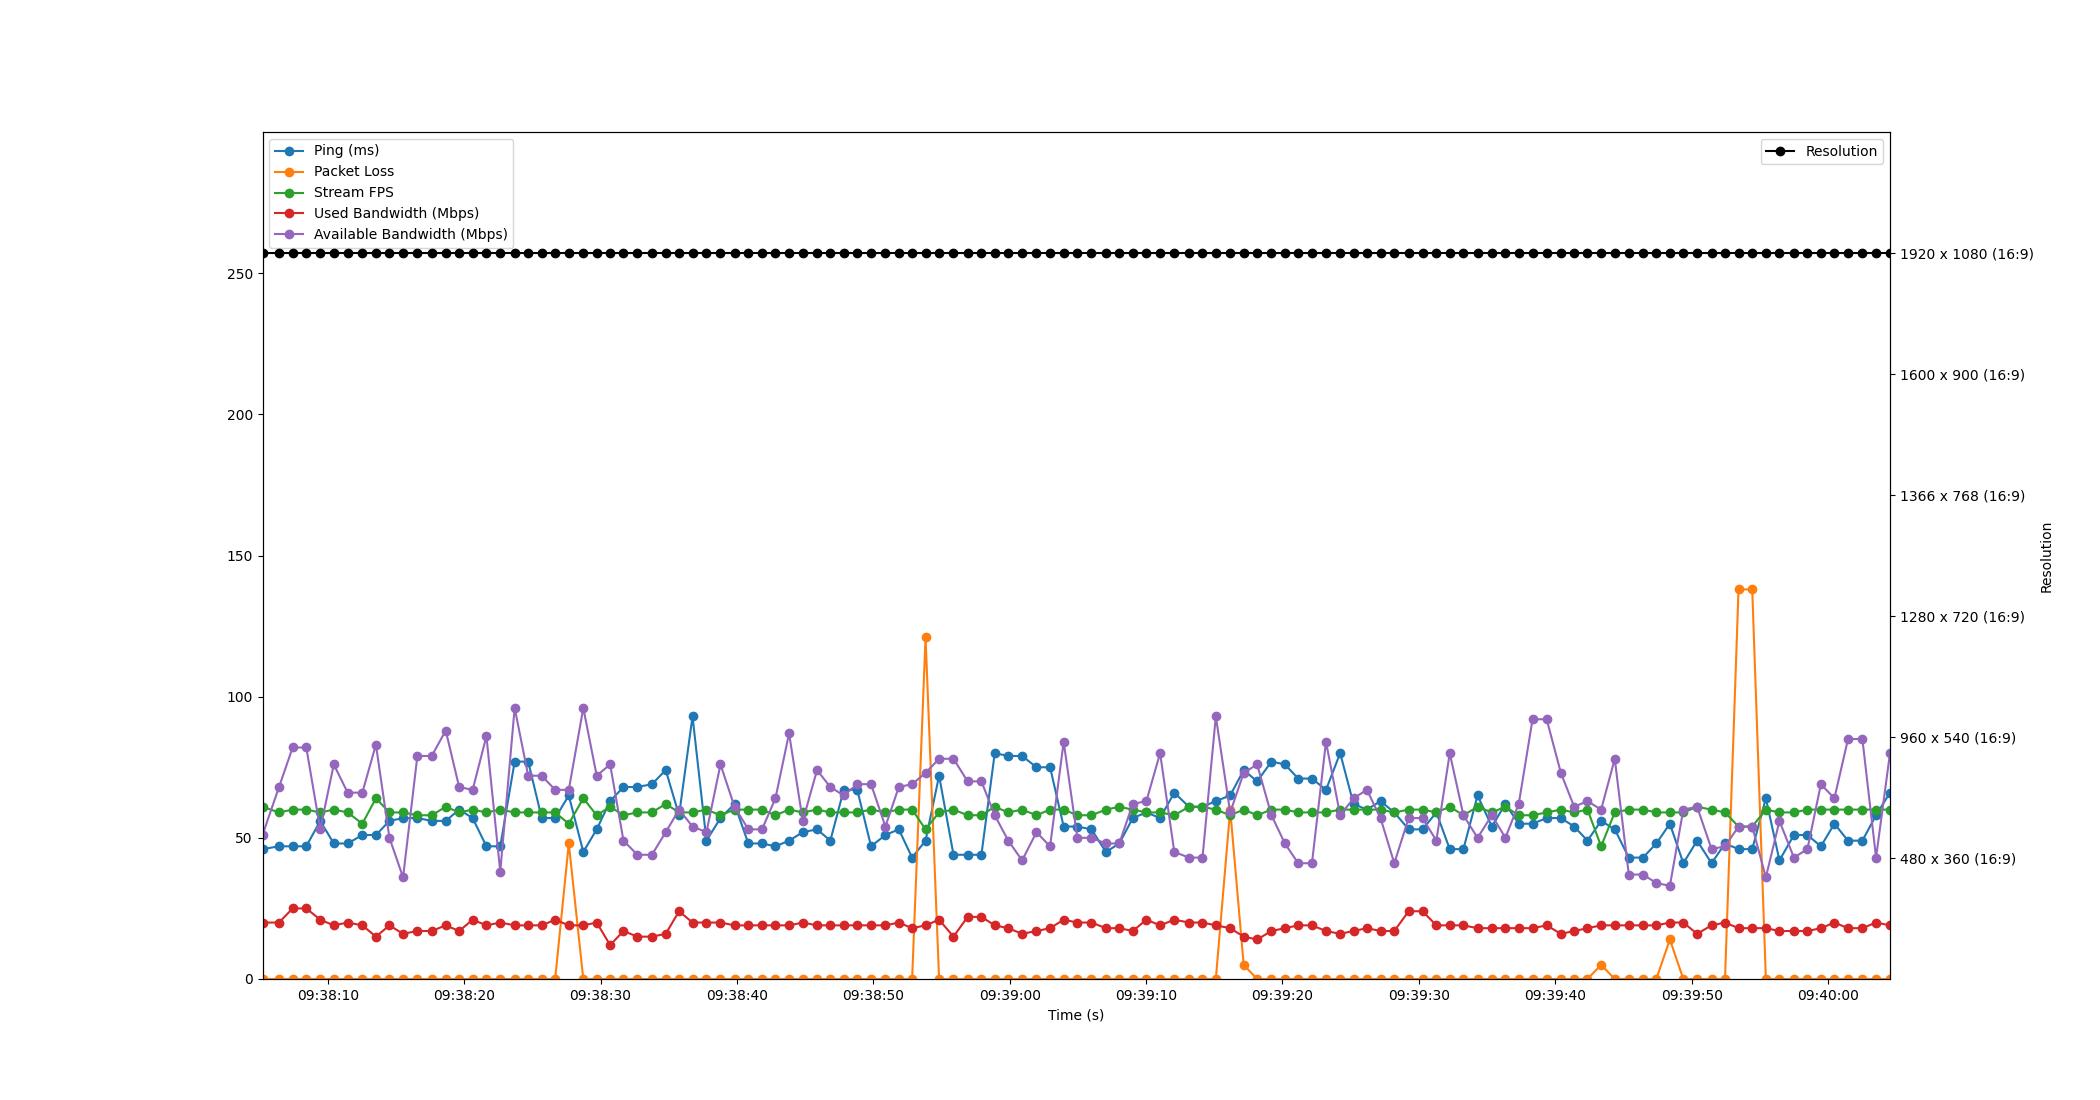 Ping (ms)
Packet Loss
Stream FPS
Used Bandwidth (Mbps)
Available Bandwidth (Mbps)
Resolution
250
200
150
100
50
0
1920 x 1080 (16:9)
1600 x 900 (16:9)
1366 x 768 (16:9)
1280 x 720 (16:9)
960 x 540 (16:9)
480 x 360 (16:9)
Resolution
09:38:10 09:38:20 09:38:30 09:38:40 09:38:50 09:39:00 09:39:10 09:39:20 09:39:30 09:39:40 09:39:50 09:40:00
Time (s)